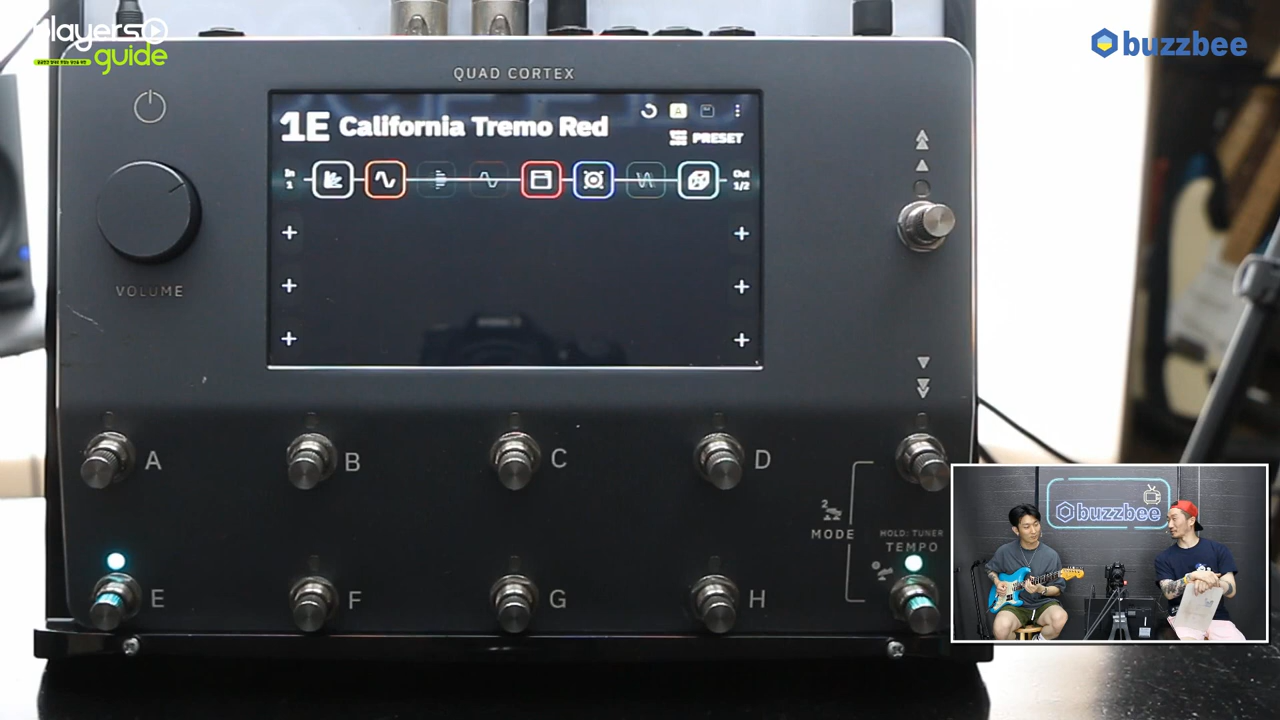 players
guide
buzzbee
QUAD CORTEX
1E California Tremo Red
A
PRESET
In
1
Out
1/2
VOLUME
A
B
C
D
2
MODE
HOLD: TUNER
TEMPO
E
F
G
H
buzzbee